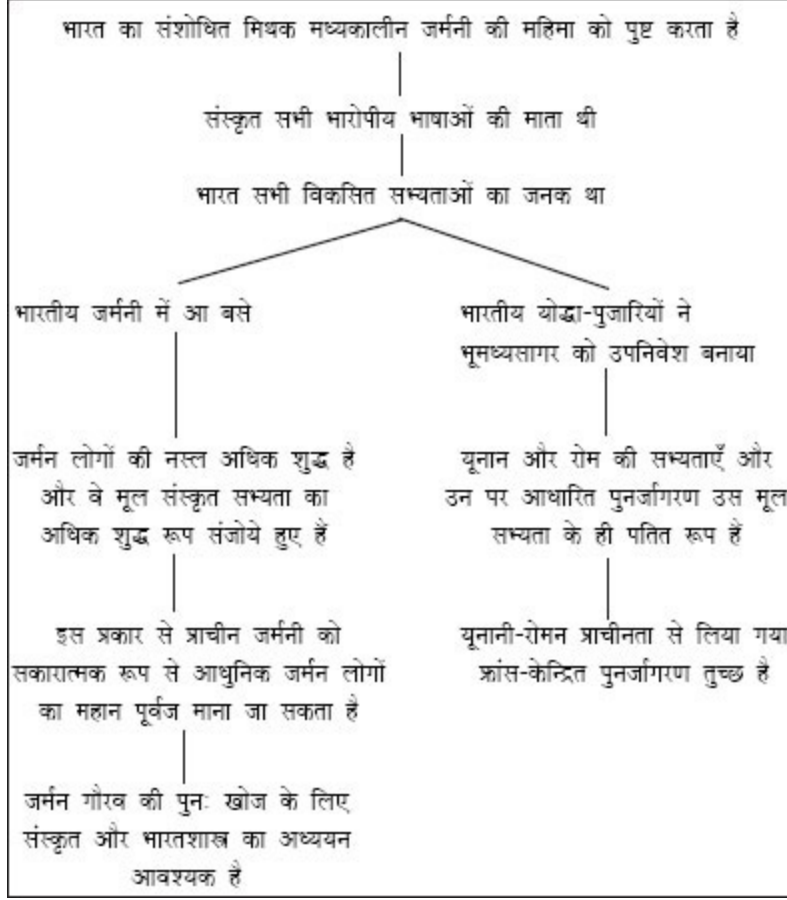 भारत का संशोधित मिथक मध्यकालीन जर्मनी की महिमा को पुष्ट करता है
संस्कृत सभी भारोपीय भाषाओं की माता थी
भारत सभी विकसित सभ्यताओं का जनक था
भारतीय जर्मनी में आ बसे
जर्मन लोगों की नस्ल अधिक शुद्ध है
और वे मूल संस्कृत सभ्यता का
अधिक शुद्ध रूप संजोये हुए हैं
इस प्रकार से प्राचीन जर्मनी को
सकारात्मक रूप से आधुनिक जर्मन लोगों
का महान पूर्वज माना जा सकता है
जर्मन गौरव की पुनः खोज के लिए
संस्कृत और भारतशास्त्र का अध्ययन
आवश्यक है
भारतीय योद्धा-पुजारियों ने
भूमध्यसागर को उपनिवेश बनाया
यूनान और रोम की सभ्यताएँ और
उन पर आधारित पुनर्जागरण उस मूल
सभ्यता के ही पतित रूप हैं
यूनानी-रोमन प्राचीनता से लिया गया
फ्रांस-केन्द्रित पुनर्जागरण तुच्छ है